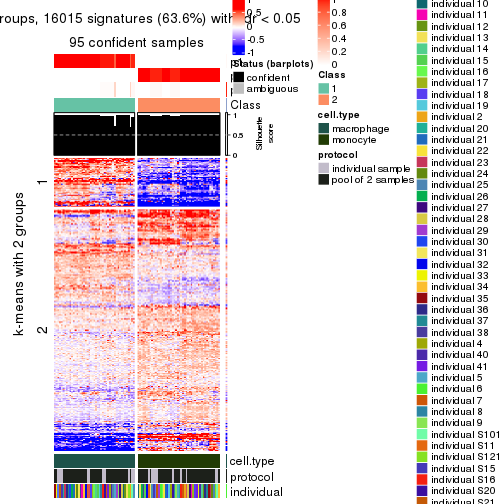 roups, 16015 signatures (63.6%) with
r < 0.05
95 confident samples
Class
1
0.5
0
Silhouette
score
k-means with 2 groups
1
2
cell.type
protocol
individual
0.5
0
-0.5
-1
Status (barplots)
confident
ambiguous
0.8
0.6
0.4
0.2
0
Class
1
2
cell.type
macrophage
monocyte
protocol
individual sample
pool of 2 samples
individual 10
individual 11
individual 12
individual 13
individual 14
individual 15
individual 16
individual 17
individual 18
individual 19
individual 2
individual 20
individual 21
individual 22
individual 23
individual 24
individual 25
individual 26
individual 27
individual 28
individual 29
individual 30
individual 31
individual 32
individual 33
individual 34
individual 35
individual 36
individual 37
individual 38
individual 4
individual 40
individual 41
individual 5
individual 6
individual 7
individual 8
individual 9
individual S101
individual S11
individual S121
individual S15
individual S16
individual S20
individual S21